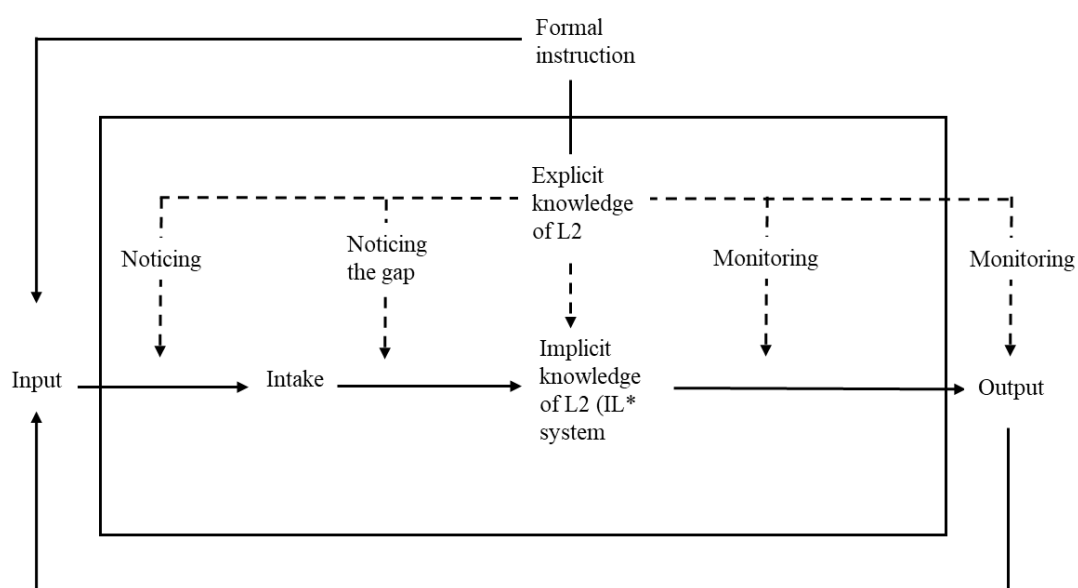 Formal
instruction
Explicit
knowledge
of L2
Noticing
Noticing
the gap
Monitoring
Monitoring
Input
Intake
Implicit
knowledge
of L2 (IL*
system
Output